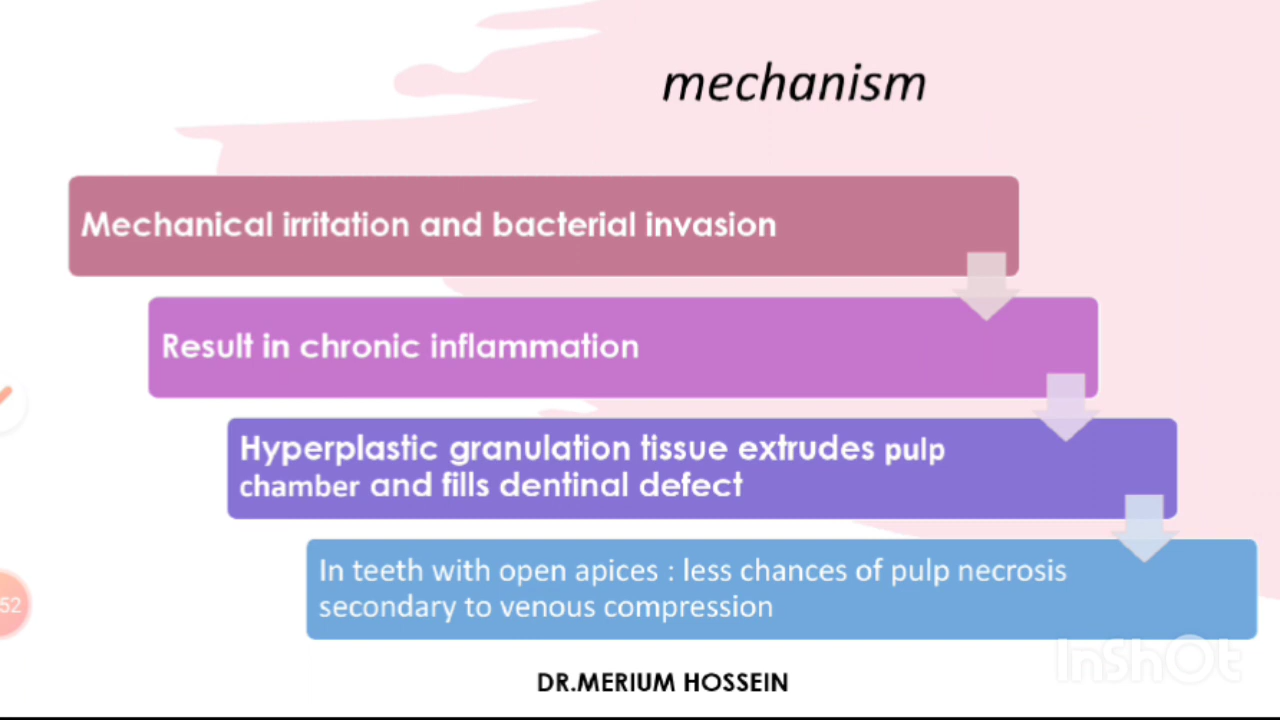 mechanism
Mechanical irritation and bacterial invasion
Result in chronic inflammation
Hyperplastic granulation tissue extrudes pulp
chamber and fills dentinal defect
In teeth with open apices : less chances of pulp necrosis
secondary to venous compression
52
InShOt
DR.MERIUM HOSSEIN